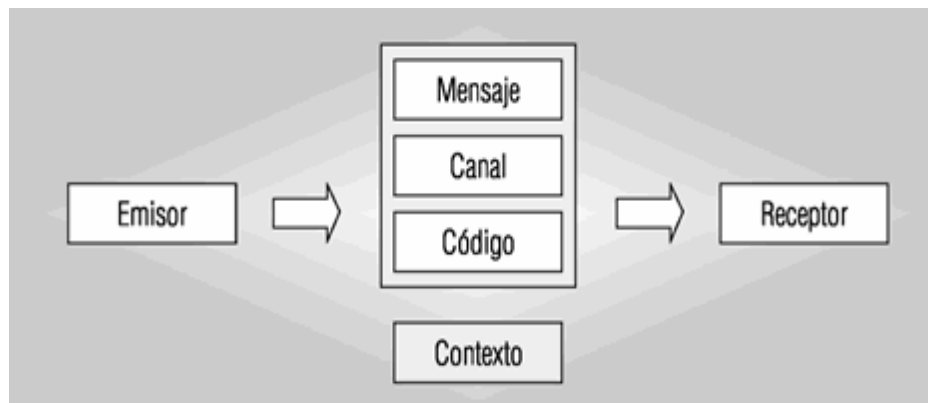 Mensaje
Canal
Emisor
Receptor
Código
Contexto